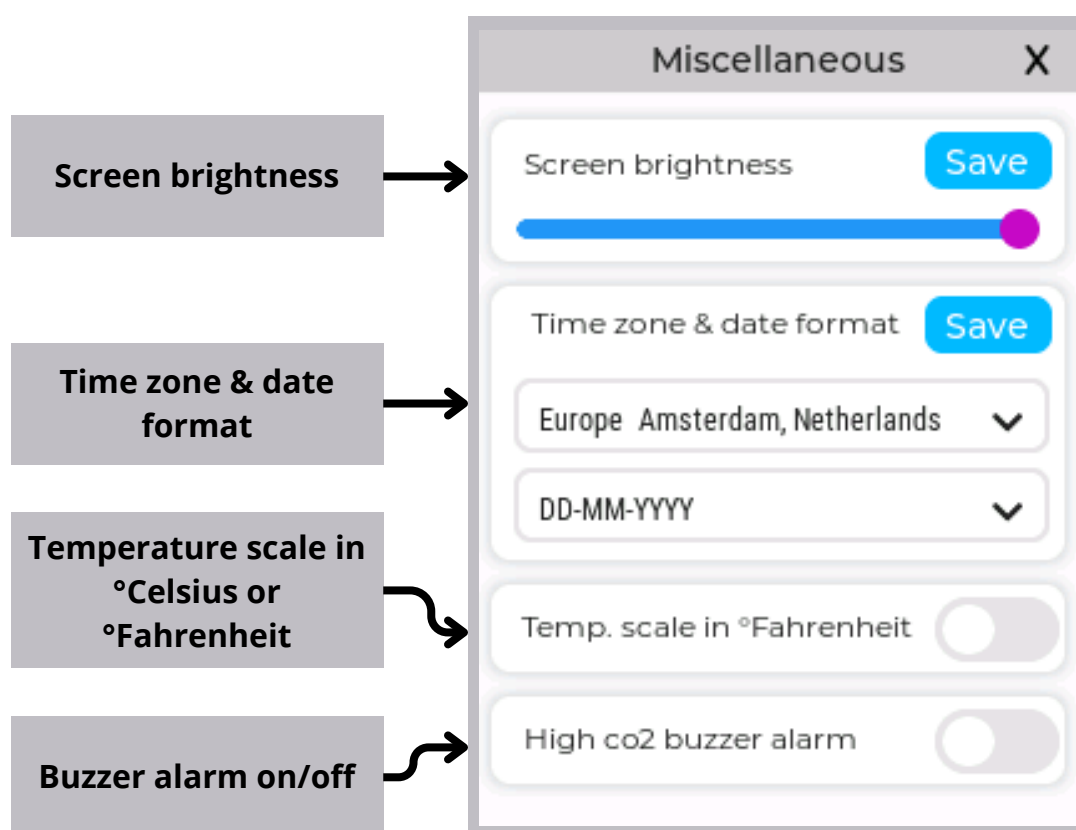 Miscellaneous X
Screen brightness
Screen brightness Save
Time zone & date format Save
Time zone & date
format
Europe Amsterdam, Netherlands
DD-MM-YYYY
Temperature scale in
°Celsius or
°Fahrenheit
Temp. scale in °Fahrenheit
Buzzer alarm on/off
High co2 buzzer alarm